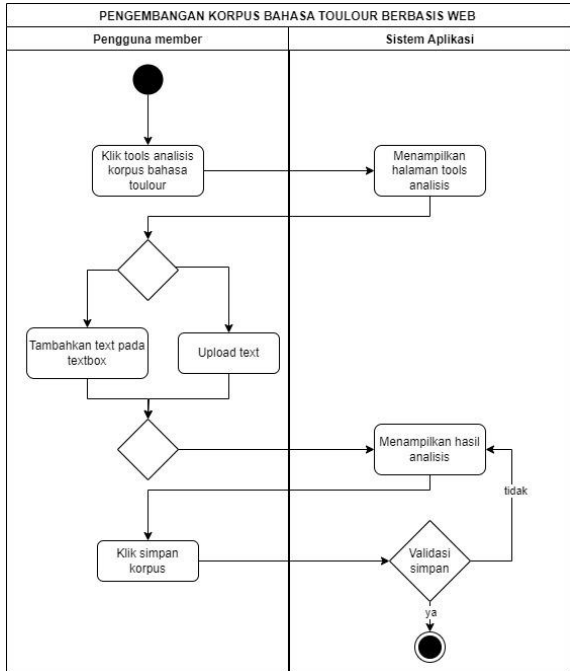 PENGEMBANGAN KORPUS BAHASA TOULOUR BERBASIS WEB
Pengguna member
Sistem Aplikasi
Klik tools analisis
korpus bahasa
toulour
Menampilkan
halaman tools
analisis
Tambahkan text pada
textbox
Upload text
Menampilkan hasil
analisis
tidak
Klik simpan
korpus
Validasi
simpan
ya